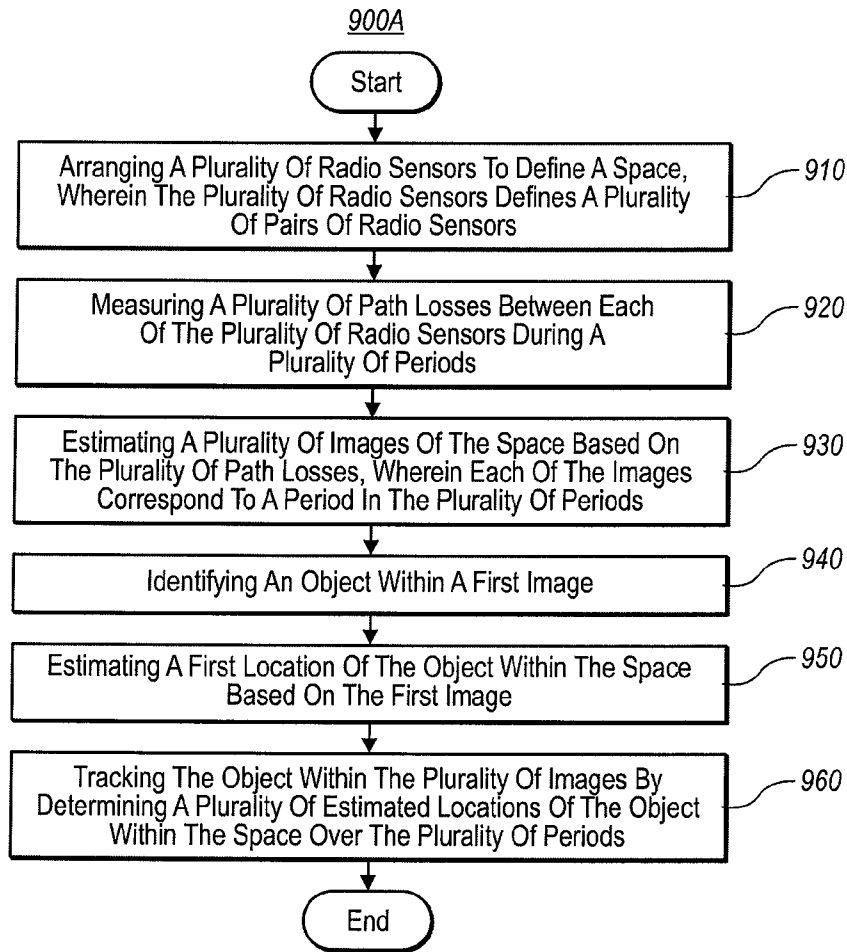 900A
Start
Arranging A Plurality Of Radio Sensors To Define A Space,
Wherein The Plurality Of Radio Sensors Defines A Plurality
Of Pairs Of Radio Sensors
910
Measuring A Plurality Of Path Losses Between Each
Of The Plurality Of Radio Sensors During A
Plurality Of Periods
920
Estimating A Plurality Of Images Of The Space Based On
The Plurality Of Path Losses, Wherein Each Of The Images
Correspond To A Period In The Plurality Of Periods
930
Identifying An Object Within A First Image
940
Estimating A First Location Of The Object Within The Space
Based On The First Image
950
Tracking The Object Within The Plurality Of Images By
Determining A Plurality Of Estimated Locations Of The Object
Within The Space Over The Plurality Of Periods
960
End